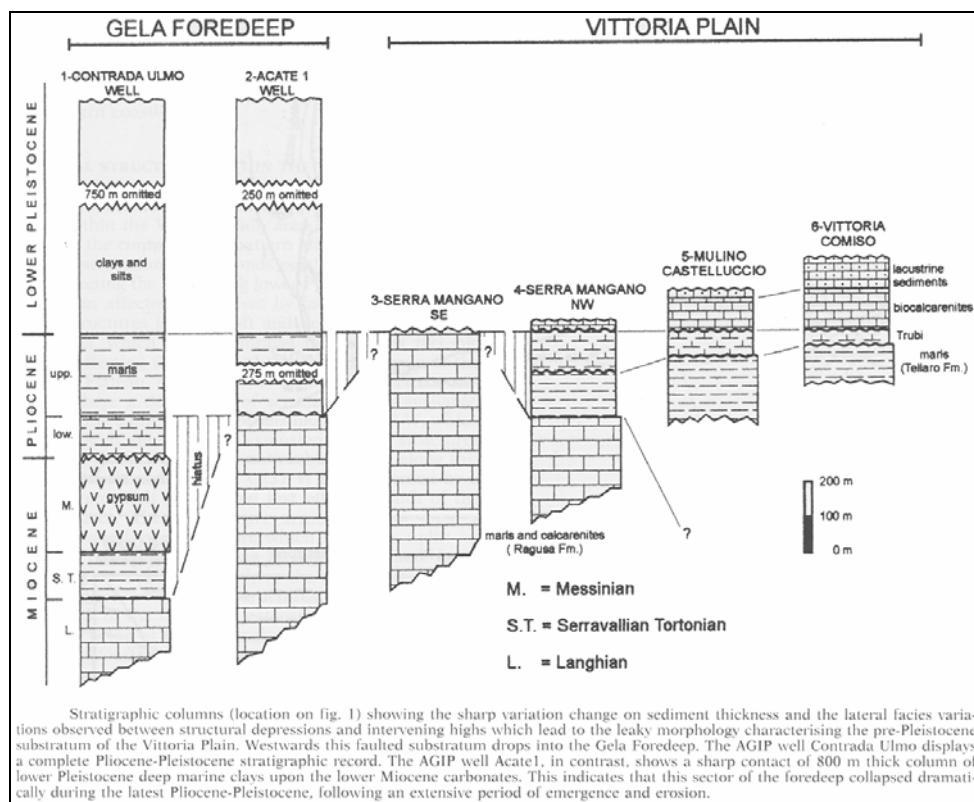 GELA FOREDEEP
VITTORIA PLAIN
1-CONTRADA ULMO
WELL
2-ACATE 1
WELL
LOWER PLEISTOCENE
750 m omitted
250 m omitted
clays and
silts
3-SERRA MANGANO
SE
4-SERRA MANGANO
NW
5-MULINO
CASTELLUCCIO
6-VITTORIA
COMISO
lacustrine
sediments
biocalcarenites
Trubi
maris
(Tellaro Fm.)
PLIOCENE
upp.
low.
marls
275 m omitted
?
?
?
hiatus
MIOCENE
M.
S. T.
L.
gypsum
marls and calcarenites
( Ragusa Fm.)
?
200 m
100 m
0 m
M. = Messinian
S.T. = Serravallian Tortonian
L. = Langhian
Stratigraphic columns (location on fig. 1) showing the sharp variation change on sediment thickness and the lateral facies varia-
tions observed between structural depressions and intervening highs which lead to the leaky morphology characterising the pre-Pleistocene
substratum of the Vittoria Plain. Westwards this faulted substratum drops into the Gela Foredeep. The AGIP well Contrada Ulmo displays
a complete Pliocene-Pleistocene stratigraphic record. The AGIP well Acate1, in contrast, shows a sharp contact of 800 m thick column of
lower Pleistocene deep marine clays upon the lower Miocene carbonates. This indicates that this sector of the foredeep collapsed dramati-
cally during the latest Pliocene-Pleistocene, following an extensive period of emergence and erosion.